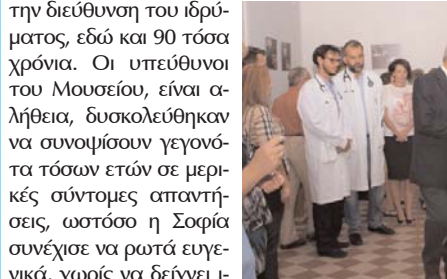 την διεύθυνση του ιδρύ-
ματος, εδώ και 90 τόσα
χρόνια. Οι υπεύθυνοι
του Μουσείου, είναι α-
λήθεια, δυσκολεύθηκαν
να συνοψίσουν γεγονό-
τα τόσων ετών σε μερι-
κές σύντομες απαντή-
σεις, ωστόσο η Σοφία
συνέχισε να ρωτά ευγε-
νικά, χωρίς να δείχνει ι-